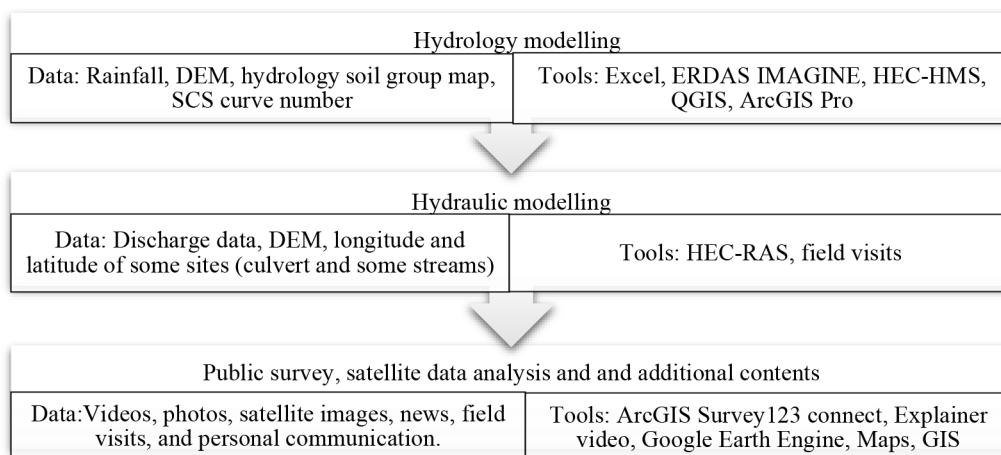 Hydrology modelling
Data: Rainfall, DEM, hydrology soil group map,
SCS curve number
Tools: Excel, ERDAS IMAGINE, HEC-HMS,
QGIS, ArcGIS Pro
Hydraulic modelling
Data: Discharge data, DEM, longitude and
latitude of some sites (culvert and some streams)
Tools: HEC-RAS, field visits
Public survey, satellite data analysis and and additional contents
Data:Videos, photos, satellite images, news, field
visits, and personal communication.
Tools: ArcGIS Survey123 connect, Explainer
video, Google Earth Engine, Maps, GIS